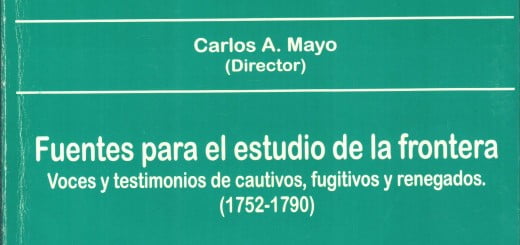 Carlos A. Mayo
(Director)
Fuentes para el estudio de la frontera
Voces y testimonios de cautivos, fugitivos y renegados.
(1752-1790)